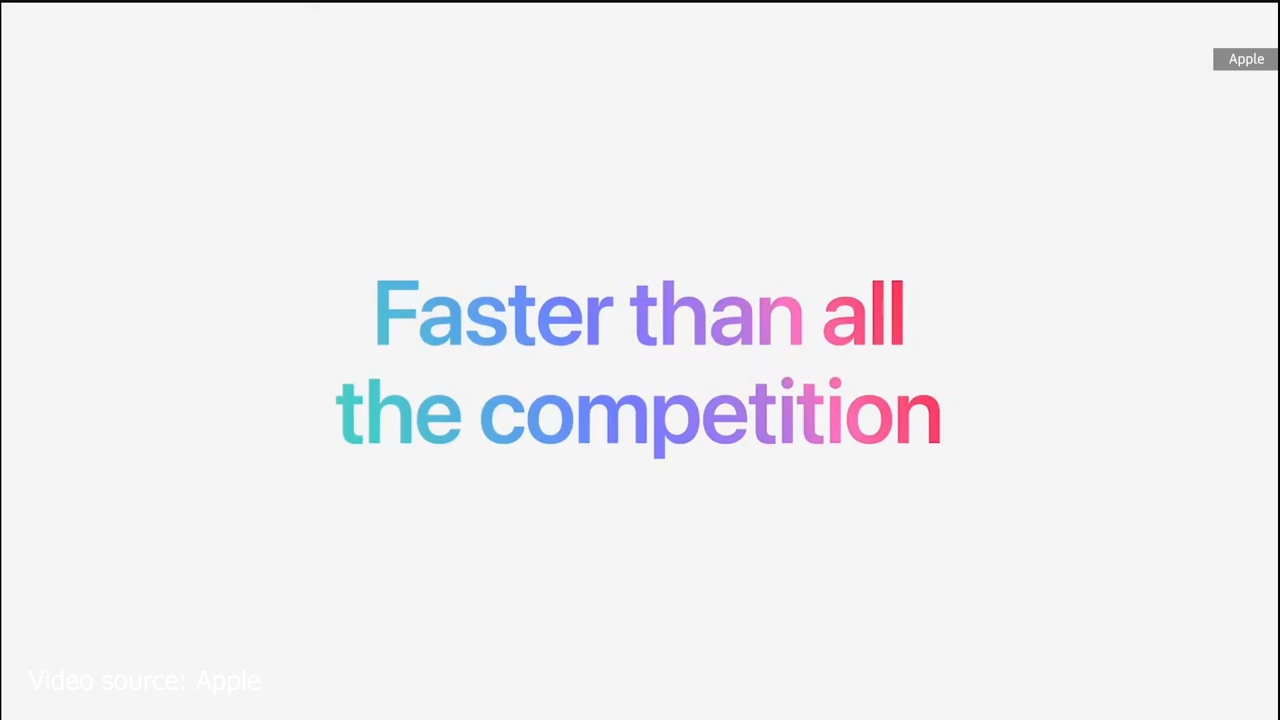 Apple
Faster than all
the competition
Video source: Apple